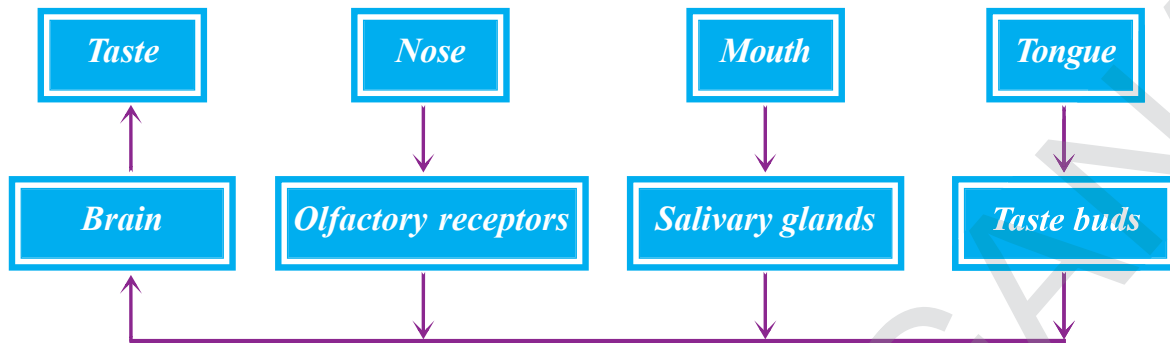 Taste
Nose
Mouth
Tongue
Brain
Olfactory receptors
Salivary glands
Taste buds